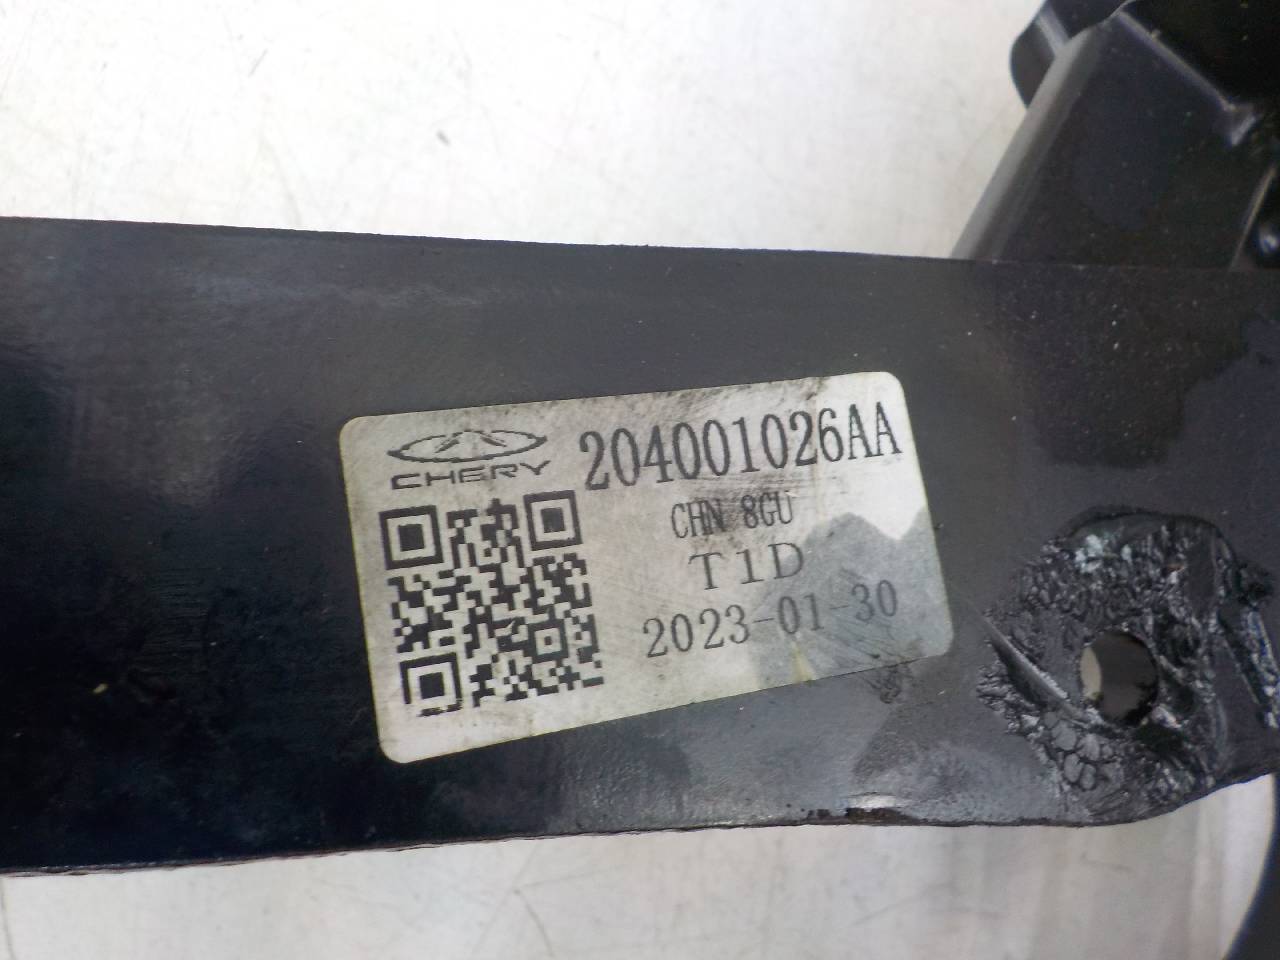 CHERY
204001026AA
CHN 8GU
T1D
2023-01-30